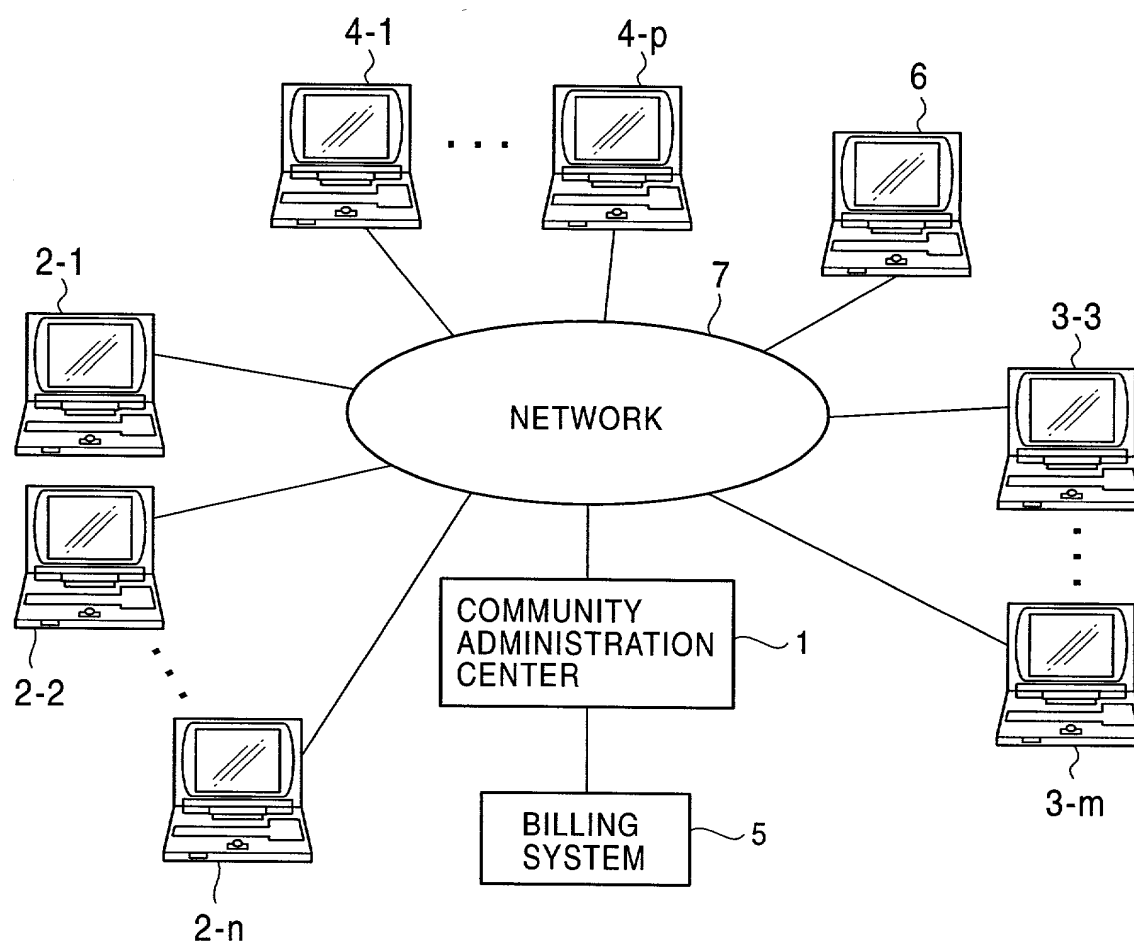 4-1
4-p
6
2-1
7
3-3
NETWORK
COMMUNITY
ADMINISTRATION
CENTER
1
2-2
3-m
BILLING
SYSTEM
5
2-n